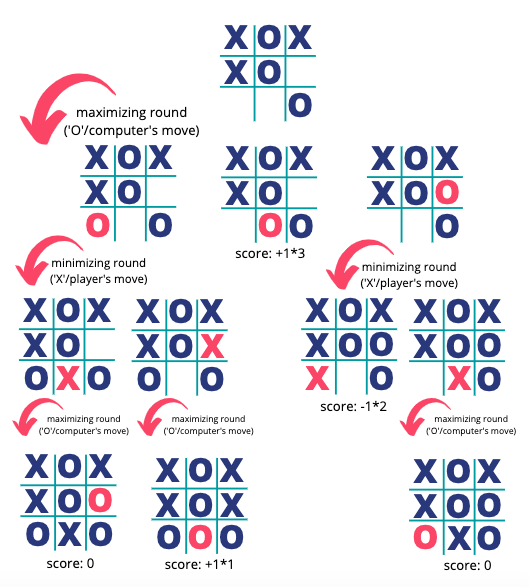 X O X
X O
O
maximizing round
('O'/computer's move)
X O X
X O
O O
X O X
X O
O O
score: +1*3
X O X
X O O
O
minimizing round
('X'/player's move)
minimizing round
('X'/player's move)
X O X
X O
O X O
X O X
X O X
O O
X O X
X O O
X O
score: -1*2
X O X
X O O
X O
maximizing round
('O'/computer's move)
maximizing round
('O'/computer's move)
maximizing round
('O'/computer's move)
X O X
X O O
O X O
score: 0
X O X
X O X
O O O
score: +1*1
X O X
X O O
O X O
score: 0